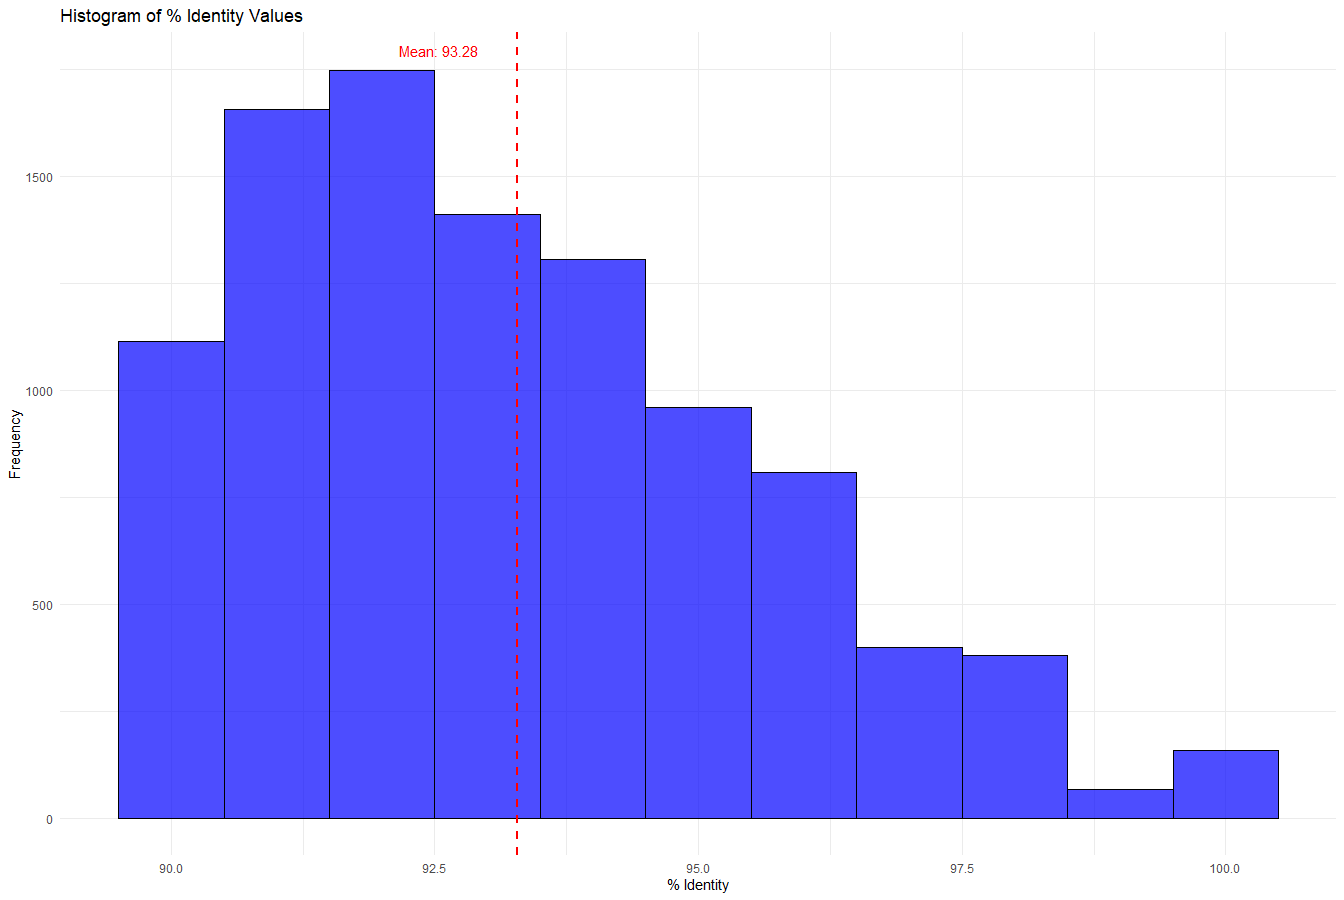 Histogram of % Identity Values
Mean: 93.28
1500
1000
500
0
Frequency
90.0
92.5
95.0
97.5
100.0
% Identity